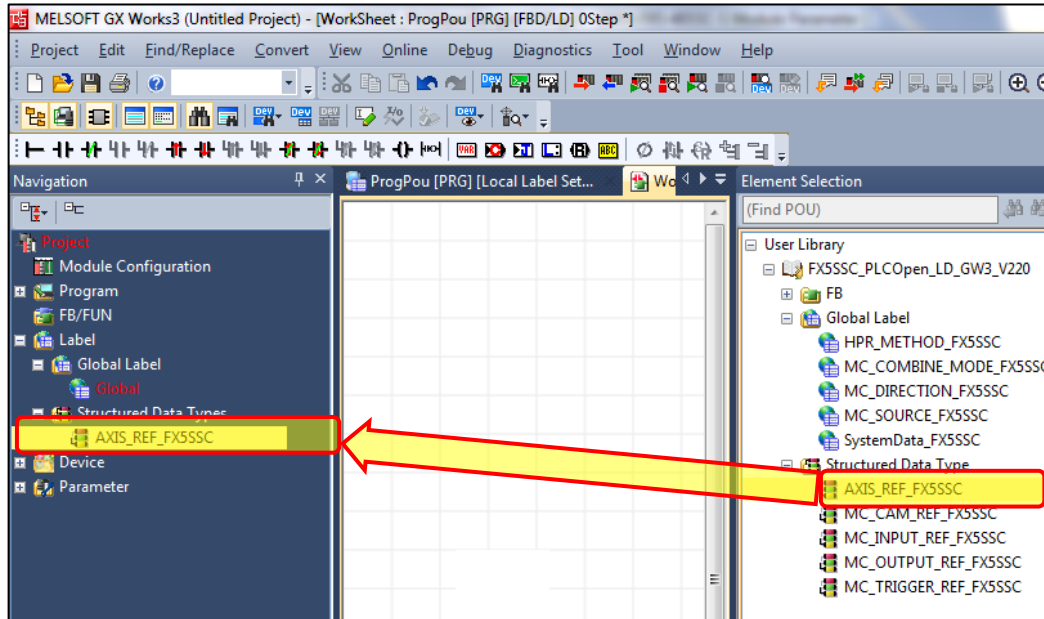 MELSOFT GX Works3 (Untitled Project) - [WorkSheet : ProgPou [PRG] [FBD/LD] 0Step *]
Project Edit Find/Replace Convert View Online Debug Diagnostics Tool Window Help
Navigation
Project
Module Configuration
Program
FB/FUN
Label
Global Label
Global
Structured Data Types
AXIS_REF_FX5SSC
Device
Parameter
ProgPou [PRG] [Local Label Set...
Wo
Element Selection
(Find POU)
User Library
FX5SSC_PLCOpen_LD_GW3_V220
FB
Global Label
HPR_METHOD_FX5SSC
MC_COMBINE_MODE_FX5SSC
MC_DIRECTION_FX5SSC
MC_SOURCE_FX5SSC
SystemData_FX5SSC
Structured Data Type
AXIS_REF_FX5SSC
MC_CAM_REF_FX5SSC
MC_INPUT_REF_FX5SSC
MC_OUTPUT_REF_FX5SSC
MC_TRIGGER_REF_FX5SSC